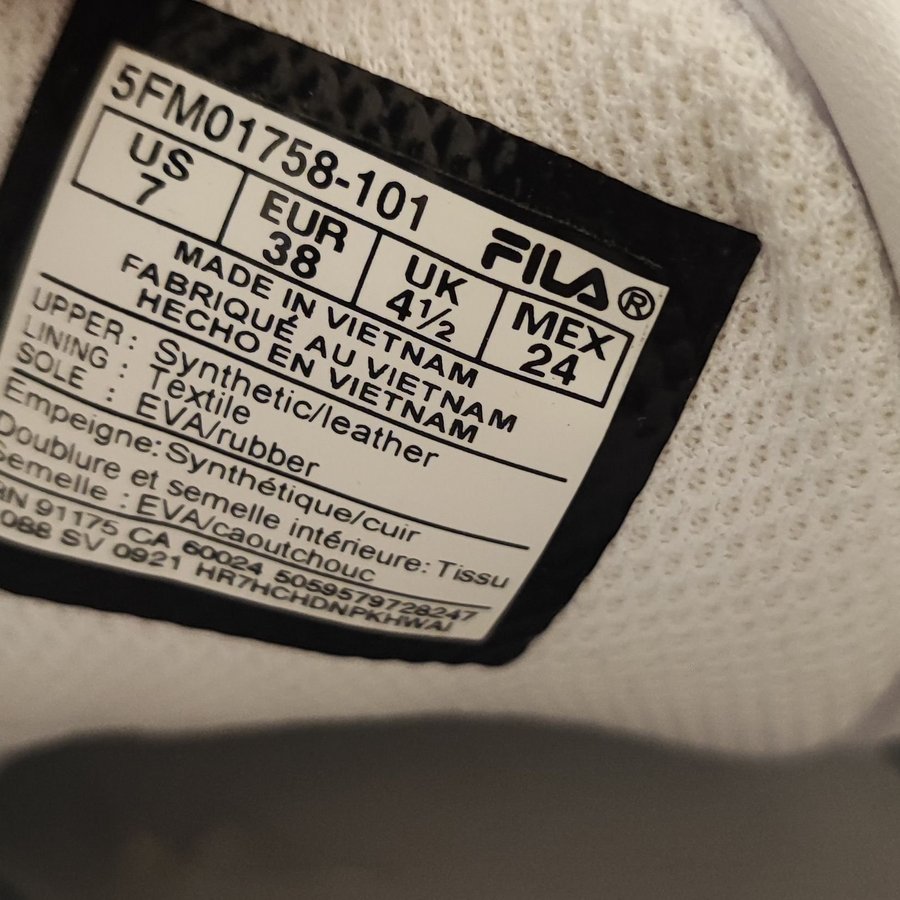 5FM01758-101
FILA®
US EUR UK MEX
7 38 4½ 24
MADE IN VIETNAM
FABRIQUÉ AU VIETNAM
HECHO EN VIETNAM
UPPER: Synthetic/leather
LINING : Textile
SOLE : EVA/rubber
Empeigne: Synthétique/cuir
Doublure et semelle intérieure: Tissu
Semelle : EVA/caoutchouc
RN 91175 CA 60024 5059579728247
088 SV 0921 HR7HCHDNPKHWAI